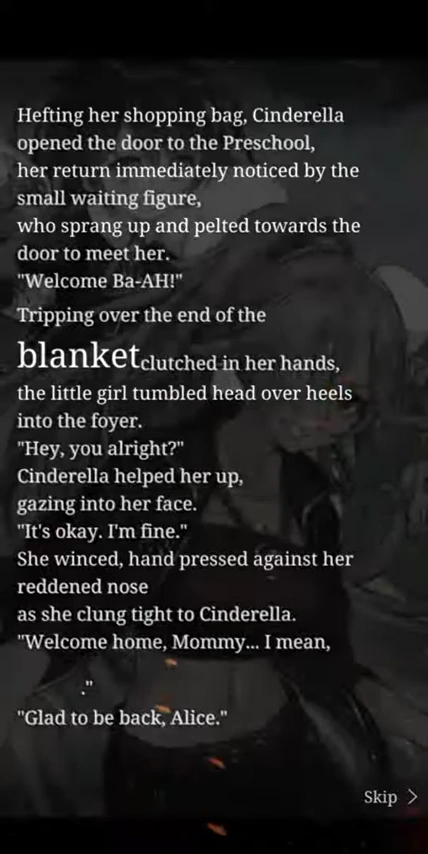 Hefting her shopping bag, Cinderella
opened the door to the Preschool,
her return immediately noticed by the
small waiting figure,
who sprang up and pelted towards the
door to meet her.
"Welcome Ba-AH!"
Tripping over the end of the
blanket clutched in her hands,
the little girl tumbled head over heels
into the foyer.
"Hey, you alright?"
Cinderella helped her up,
gazing into her face.
"It's okay. I'm fine."
She winced, hand pressed against her
reddened nose
as she clung tight to Cinderella.
"Welcome home, Mommy... I mean,
."
"Glad to be back, Alice."
Skip >